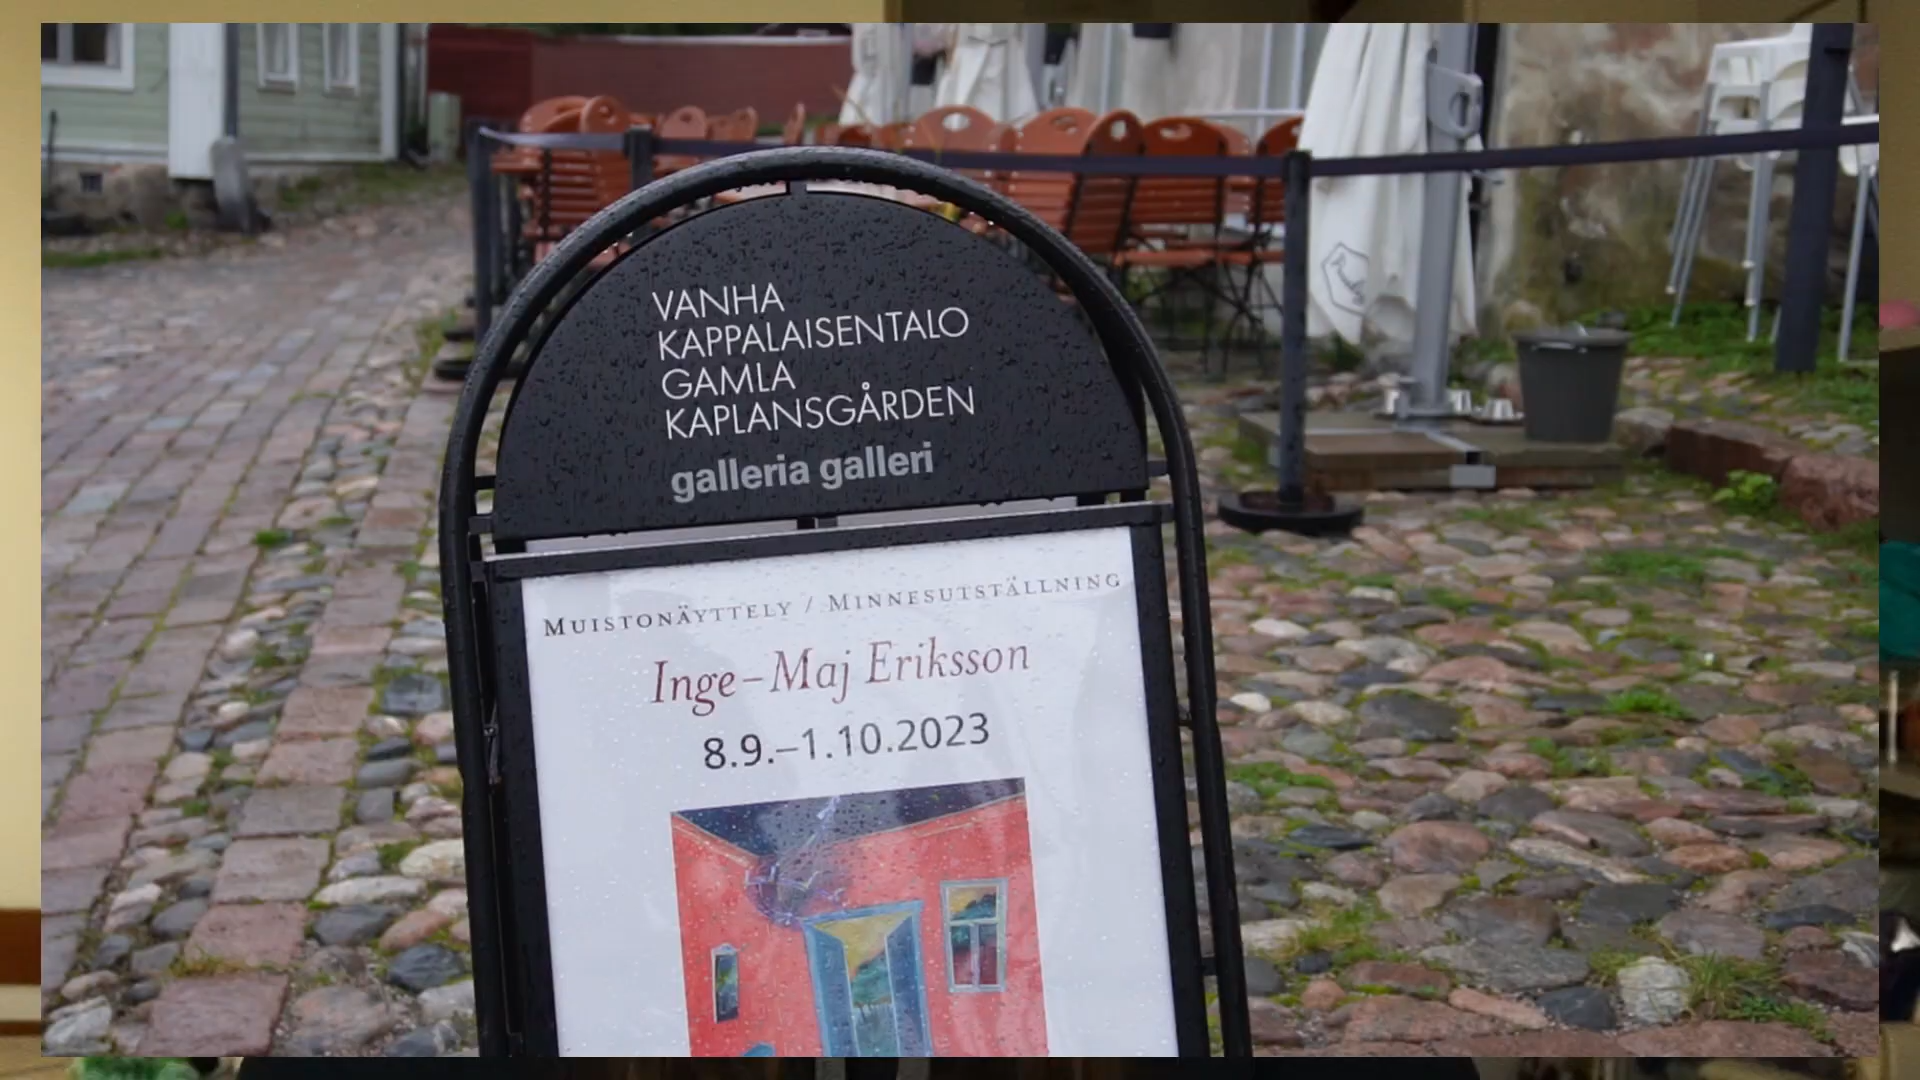 VANHA
KAPPALAISENTALO
GAMLA
KAPLANSGÅRDEN
galleria galleri
MUISTONÄYTTELY / MINNESUTSTÄLLNING
Inge-Maj Eriksson
8.9.–1.10.2023